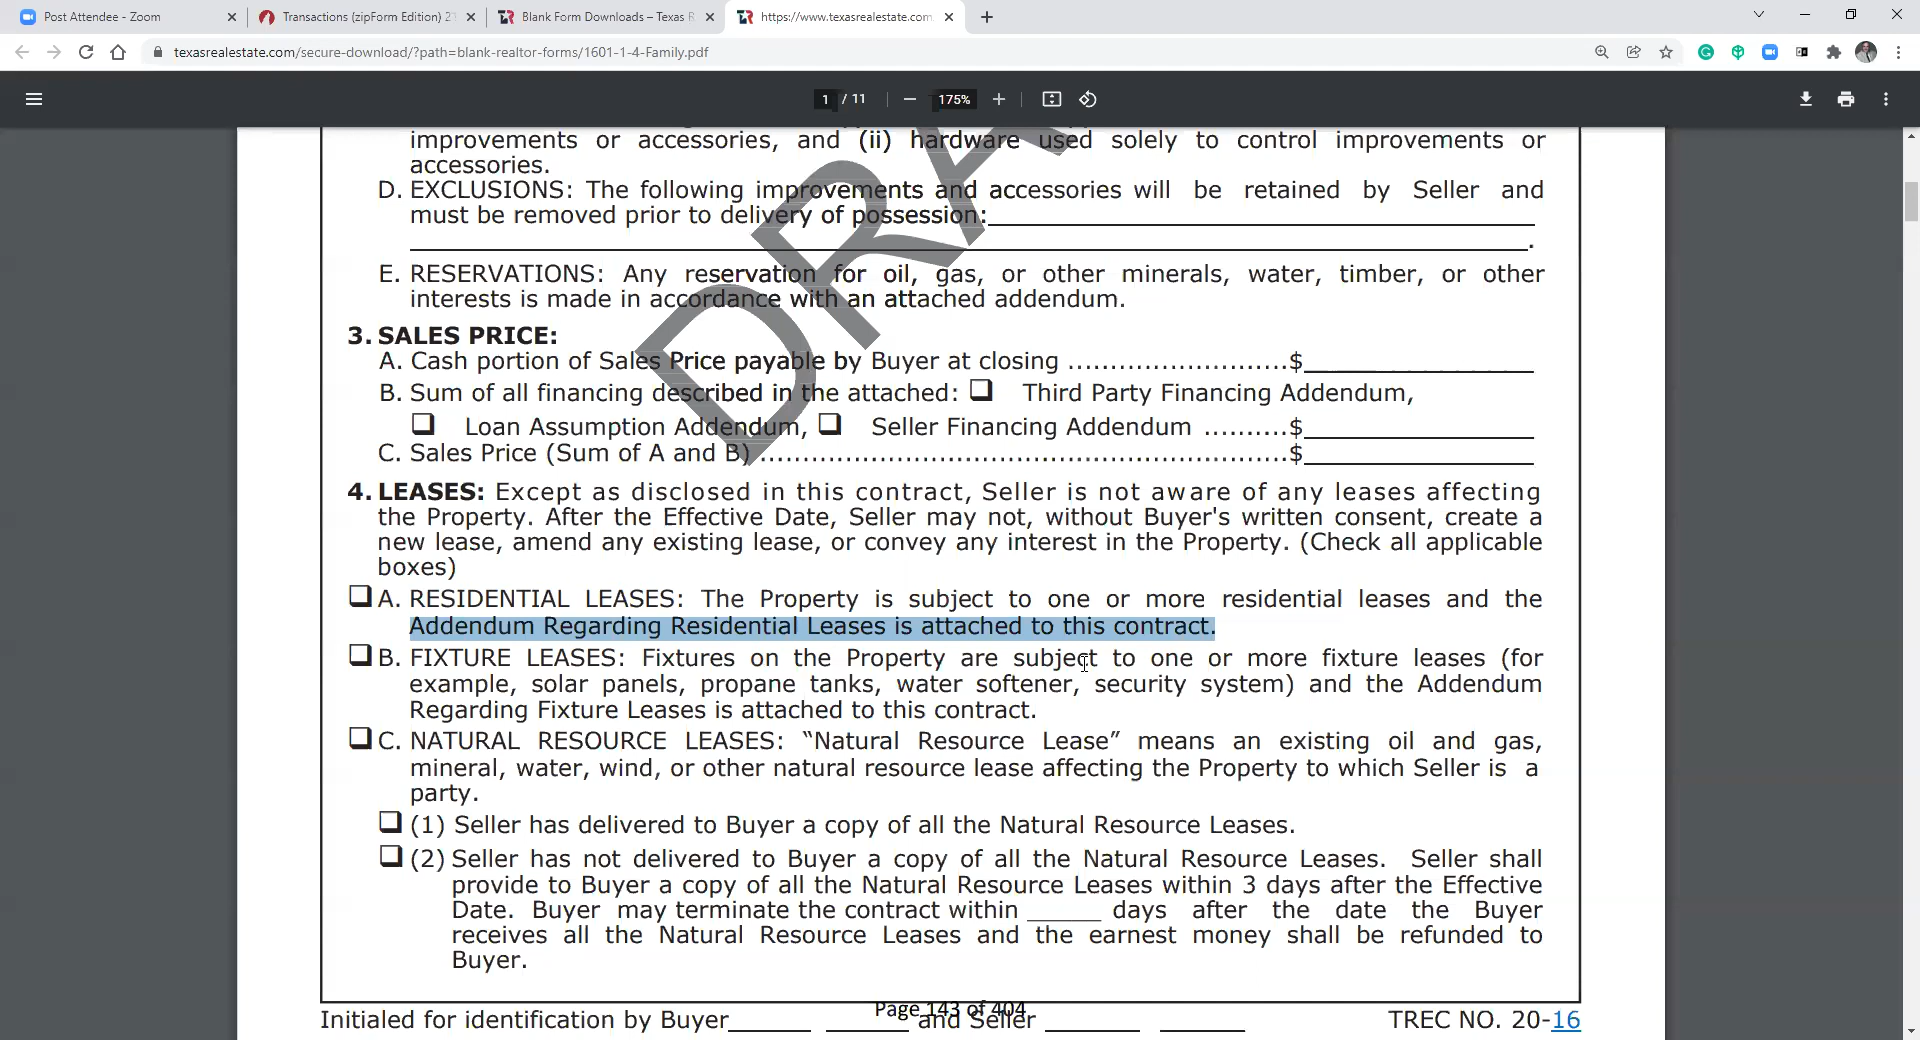 Post Attendee - Zoom
Transactions (zipForm Edition) 2
Blank Form Downloads – Texas R
https://www.texasrealestate.com
texasrealestate.com/secure-download/?path=blank-realtor-forms/1601-1-4-Family.pdf
1 / 11
175%
improvements or accessories, and (ii) hardware used solely to control improvements or
accessories.
D. EXCLUSIONS: The following improvements and accessories will be retained by Seller and
must be removed prior to delivery of possession:
.
E. RESERVATIONS: Any reservation for oil, gas, or other minerals, water, timber, or other
interests is made in accordance with an attached addendum.
3. SALES PRICE:
A. Cash portion of Sales Price payable by Buyer at closing ..........................$
B. Sum of all financing described in the attached: ❑ Third Party Financing Addendum,
❑ Loan Assumption Addendum, ❑ Seller Financing Addendum ..........$
C. Sales Price (Sum of A and B) ..............................................................$
4. LEASES: Except as disclosed in this contract, Seller is not aware of any leases affecting
the Property. After the Effective Date, Seller may not, without Buyer's written consent, create a
new lease, amend any existing lease, or convey any interest in the Property. (Check all applicable
boxes)
❑ A. RESIDENTIAL LEASES: The Property is subject to one or more residential leases and the
Addendum Regarding Residential Leases is attached to this contract.
❑ B. FIXTURE LEASES: Fixtures on the Property are subject to one or more fixture leases (for
example, solar panels, propane tanks, water softener, security system) and the Addendum
Regarding Fixture Leases is attached to this contract.
❑ C. NATURAL RESOURCE LEASES: “Natural Resource Lease” means an existing oil and gas,
mineral, water, wind, or other natural resource lease affecting the Property to which Seller is a
party.
❑ (1) Seller has delivered to Buyer a copy of all the Natural Resource Leases.
❑ (2) Seller has not delivered to Buyer a copy of all the Natural Resource Leases. Seller shall
provide to Buyer a copy of all the Natural Resource Leases within 3 days after the Effective
Date. Buyer may terminate the contract within ______ days after the date the Buyer
receives all the Natural Resource Leases and the earnest money shall be refunded to
Buyer.
Page 143 of 404
Initialed for identification by Buyer______ ______ and Seller ______ ______ TREC NO. 20-16
DRA